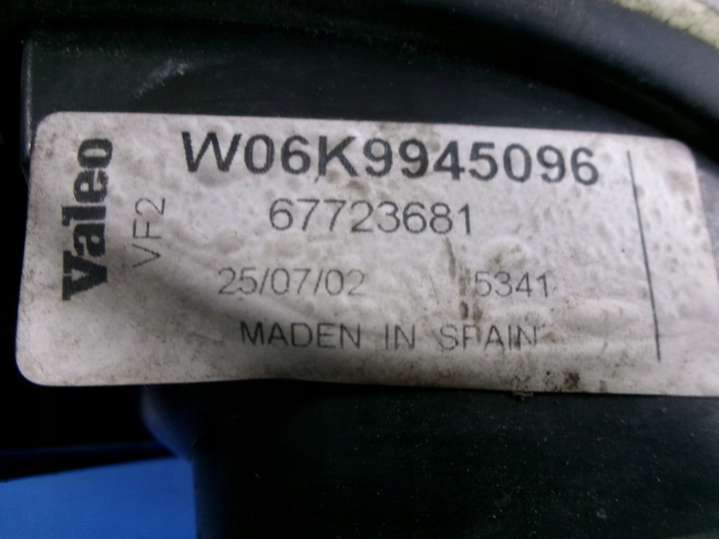 Valeo
VF2
W06K9945096
67723681
25/07/02 5341
MADEN IN SPAIN